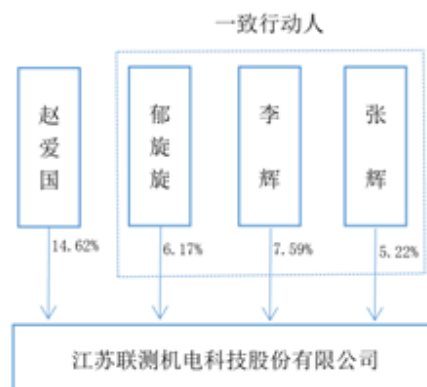 一致行动人
赵爱国
郁旋旋
李辉
张辉
14.62%
6.17%
7.59%
5.22%
江苏联测机电科技股份有限公司